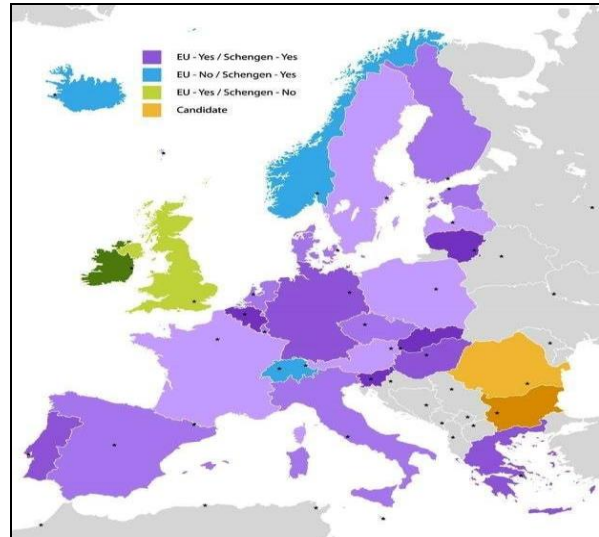 EU - Yes / Schengen - Yes
EU - No / Schengen - Yes
EU - Yes / Schengen - No
Candidate